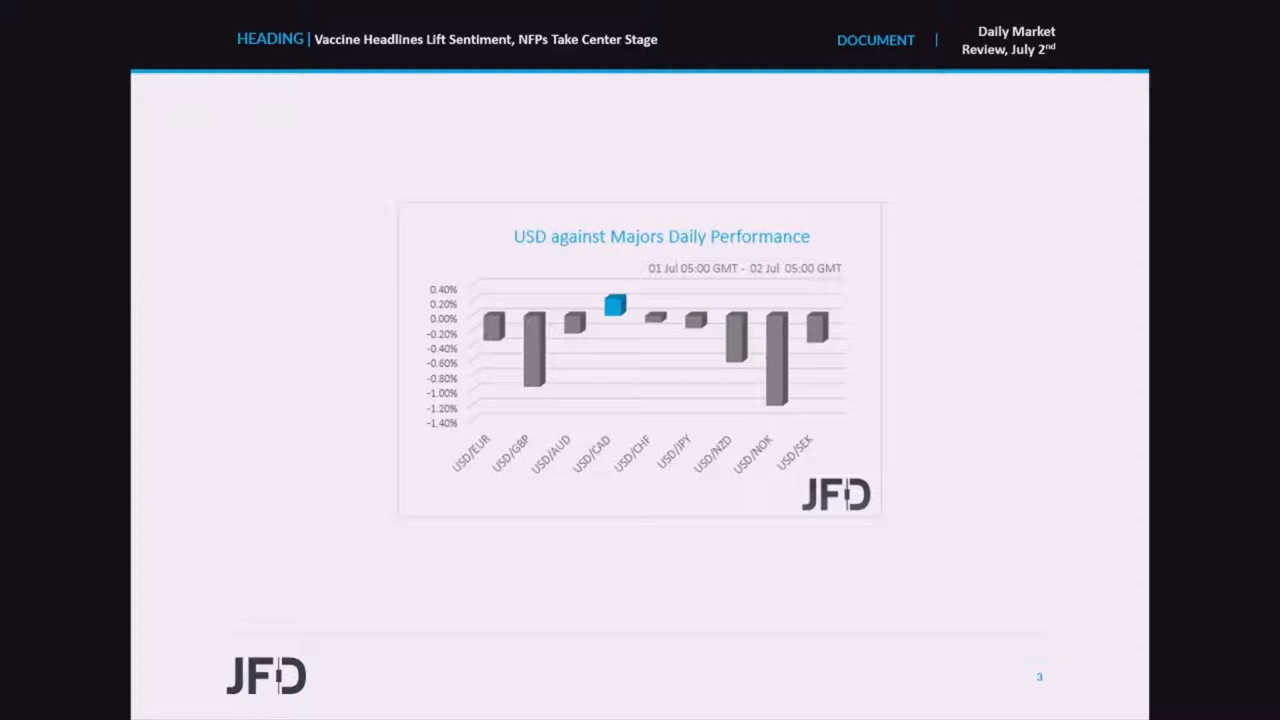 HEADING | Vaccine Headlines Lift Sentiment, NFPs Take Center Stage
DOCUMENT |
Daily Market
Review, July 2nd
USD against Majors Daily Performance
01 Jul 05:00 GMT - 02 Jul 05:00 GMT
0.40%
0.20%
0.00%
-0.20%
-0.40%
-0.60%
-0.80%
-1.00%
-1.20%
-1.40%
USD/EUR
USD/GBP
USD/AUD
USD/CAD
USD/CHF
USD/JPY
USD/NZD
USD/NOK
USD/SEK
JFD
JFD
3